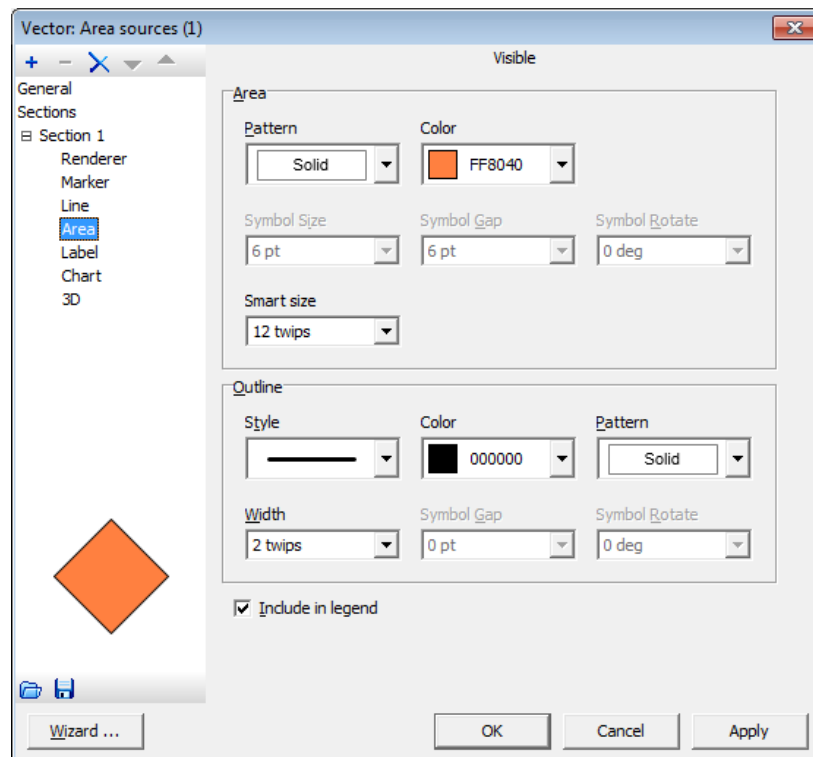 Vector: Area sources (1)
General
Sections
Section 1
Renderer
Marker
Line
Area
Label
Chart
3D
Visible
Area
Pattern Color
Solid FF8040
Symbol Size Symbol Gap Symbol Rotate
6 pt 6 pt 0 deg
Smart size
12 twips
Outline
Style Color Pattern
000000 Solid
Width Symbol Gap Symbol Rotate
2 twips 0 pt 0 deg
Include in legend
Wizard ... OK Cancel Apply